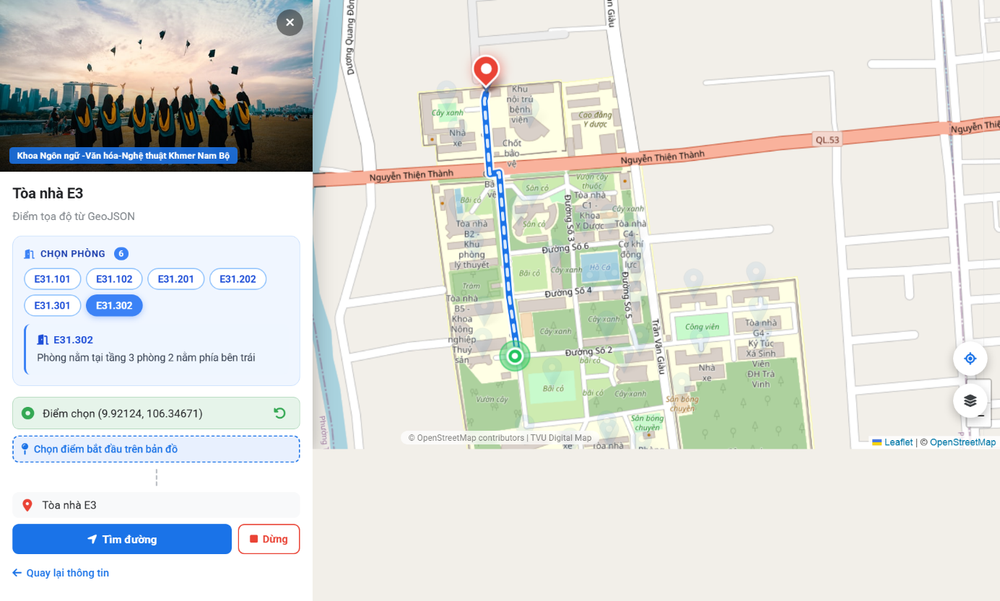 Khoa Ngôn ngữ -Văn hóa-Nghệ thuật Khmer Nam Bộ
Tòa nhà E3
Điểm tọa độ từ GeoJSON
CHỌN PHÒNG 6
E31.101 E31.102 E31.201 E31.202
E31.301 E31.302
E31.302
Phòng nằm tại tầng 3 phòng 2 nằm phía bên trái
Điểm chọn (9.92124, 106.34671)
Chọn điểm bắt đầu trên bản đồ
Tòa nhà E3
Tìm đường
Dừng
Quay lại thông tin
Dương Quang Đông
Văn Giàu
Khu
nội trú
bệnh
viện
Cây xanh
Nhà
xe
Chốt
bảo
vệ
Cao đẳng
Y dược
QL.53
Nguyễn Thiện Thành
Nguyễn Thiện Thành
Bãi cỏ
Sân cỏ
Vườn cây
thuốc
Tòa nhà
C1 -
Khoa
Y Dược
Cây xanh
Đường Số 3
Tòa nhà
B2 -
Khu
phòng
lý thuyết
Sân cỏ
Tòa nhà
C4 -
Cơ khí
động
lực
Đường Số 6
Bãi cỏ
Cây xanh
Hồ Cá
Tràm
Đường Số 4
Đường Số 5
Tòa nhà
B5 -
Khoa
Nông
nghiệp
Thuỷ
sản
Cây xanh
Cây xanh
Trần Văn Giàu
Công viên
Tòa nhà
G4 -
Ký Túc
Xá Sinh
Viên
ĐH Trà
Vinh
Đường Số 2
bãi cỏ
Nhà
xe
Bãi cỏ
bãi cỏ
Cây xanh
Vườn cây
Sân bóng
chuyền
Sân bóng
chuyền
Tòa nhà
© OpenStreetMap contributors | TVU Digital Map
Leaflet | © OpenStreetMap